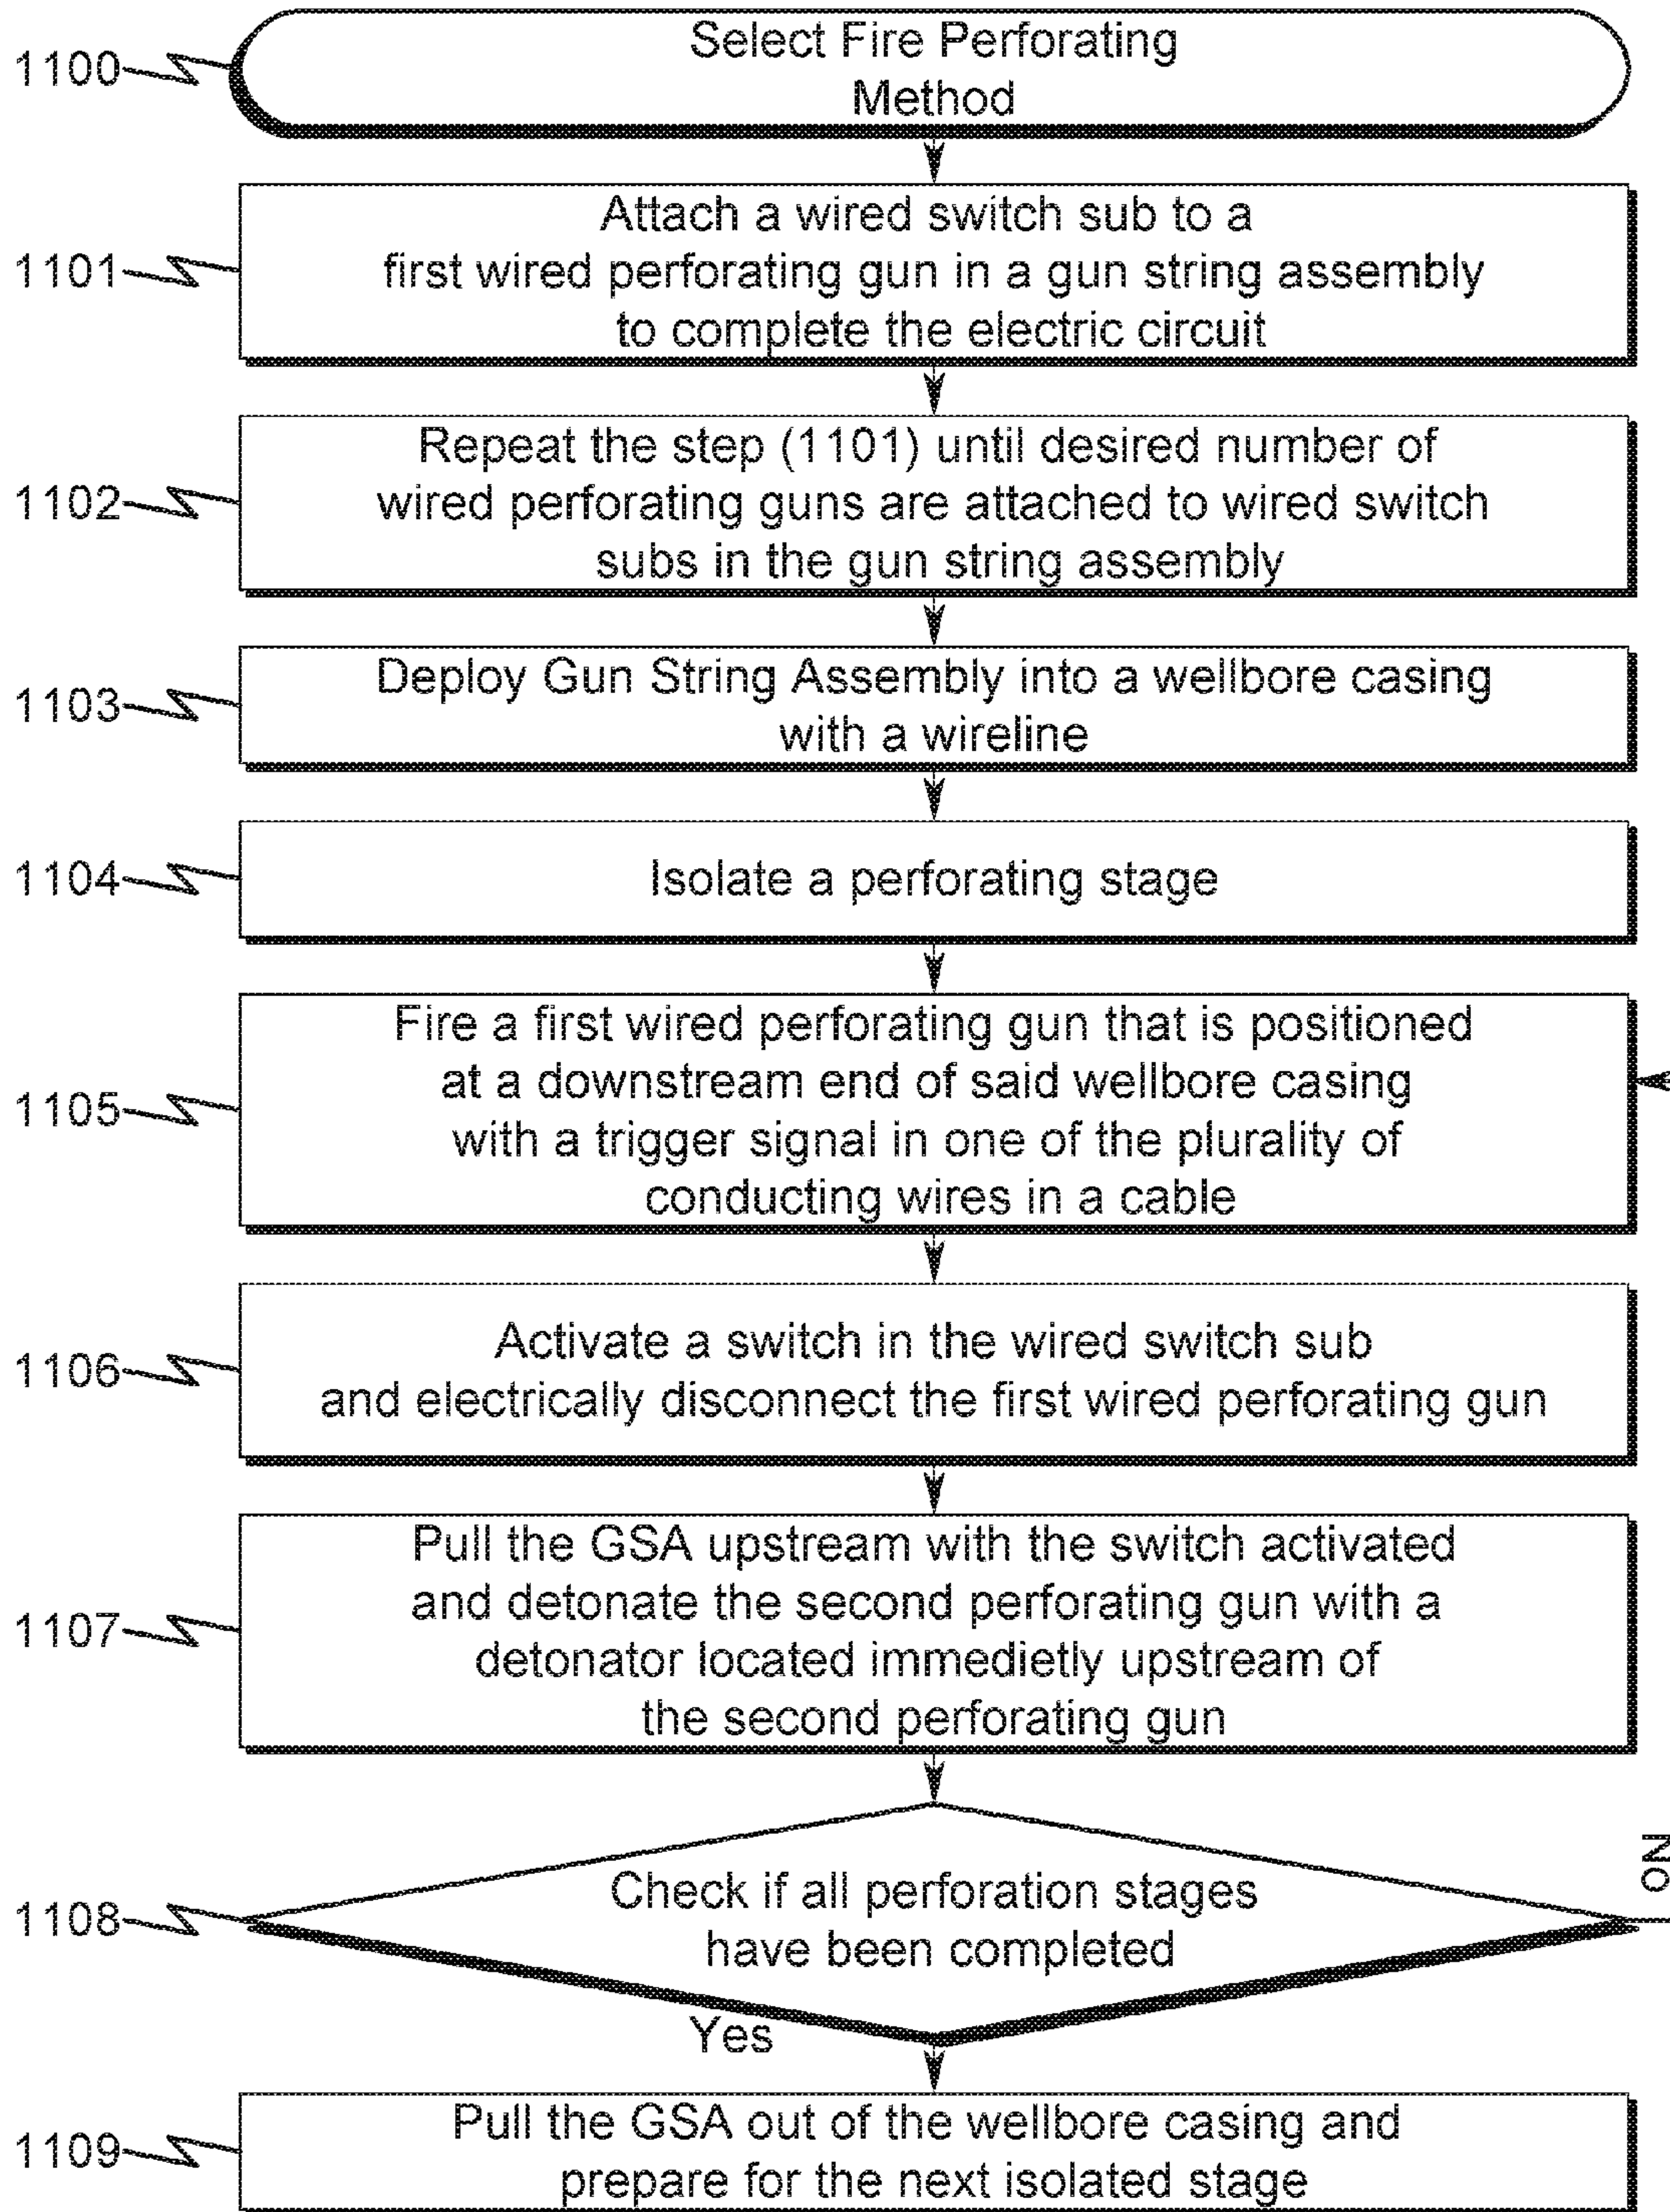 1100
Select Fire Perforating
Method
1101
Attach a wired switch sub to a
first wired perforating gun in a gun string assembly
to complete the electric circuit
1102
Repeat the step (1101) until desired number of
wired perforating guns are attached to wired switch
subs in the gun string assembly
1103
Deploy Gun String Assembly into a wellbore casing
with a wireline
1104
Isolate a perforating stage
1105
Fire a first wired perforating gun that is positioned
at a downstream end of said wellbore casing
with a trigger signal in one of the plurality of
conducting wires in a cable
1106
Activate a switch in the wired switch sub
and electrically disconnect the first wired perforating gun
1107
Pull the GSA upstream with the switch activated
and detonate the second perforating gun with a
detonator located immedietly upstream of
the second perforating gun
1108
Check if all perforation stages
have been completed
No
Yes
1109
Pull the GSA out of the wellbore casing and
prepare for the next isolated stage